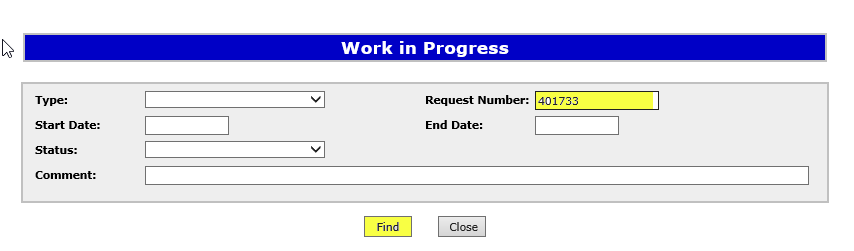 Work in Progress
Type: Request Number: 401733
Start Date: End Date:
Status:
Comment:
Find Close